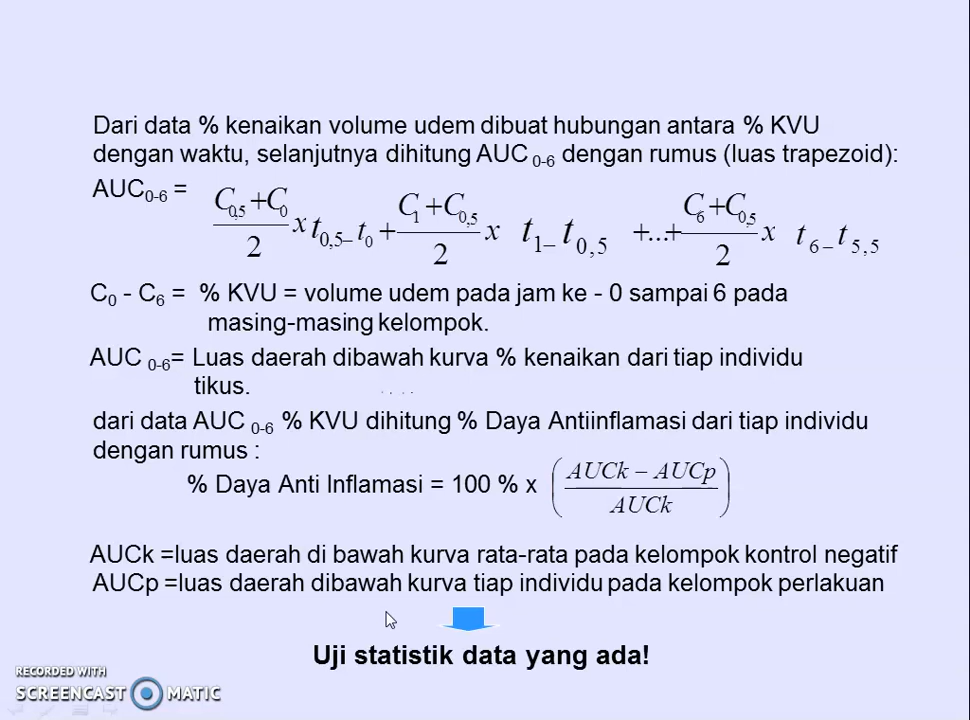 Dari data % kenaikan volume udem dibuat hubungan antara % KVU
dengan waktu, selanjutnya dihitung AUC 0-6 dengan rumus (luas trapezoid):
AUC0-6 = (C0,5 + C0)/2 x t0,5 – t0 + (C1 + C0,5)/2 x t1 – t0,5 +...+ (C6 + C0,5)/2 x t6 – t5,5
C0 - C6 = % KVU = volume udem pada jam ke - 0 sampai 6 pada
masing-masing kelompok.
AUC 0-6= Luas daerah dibawah kurva % kenaikan dari tiap individu
tikus.
dari data AUC 0-6 % KVU dihitung % Daya Antiinflamasi dari tiap individu
dengan rumus :
% Daya Anti Inflamasi = 100 % x ((AUCk – AUCp)/AUCk)
AUCk =luas daerah di bawah kurva rata-rata pada kelompok kontrol negatif
AUCp =luas daerah dibawah kurva tiap individu pada kelompok perlakuan
Uji statistik data yang ada!
RECORDED WITH
SCREENCAST MATIC